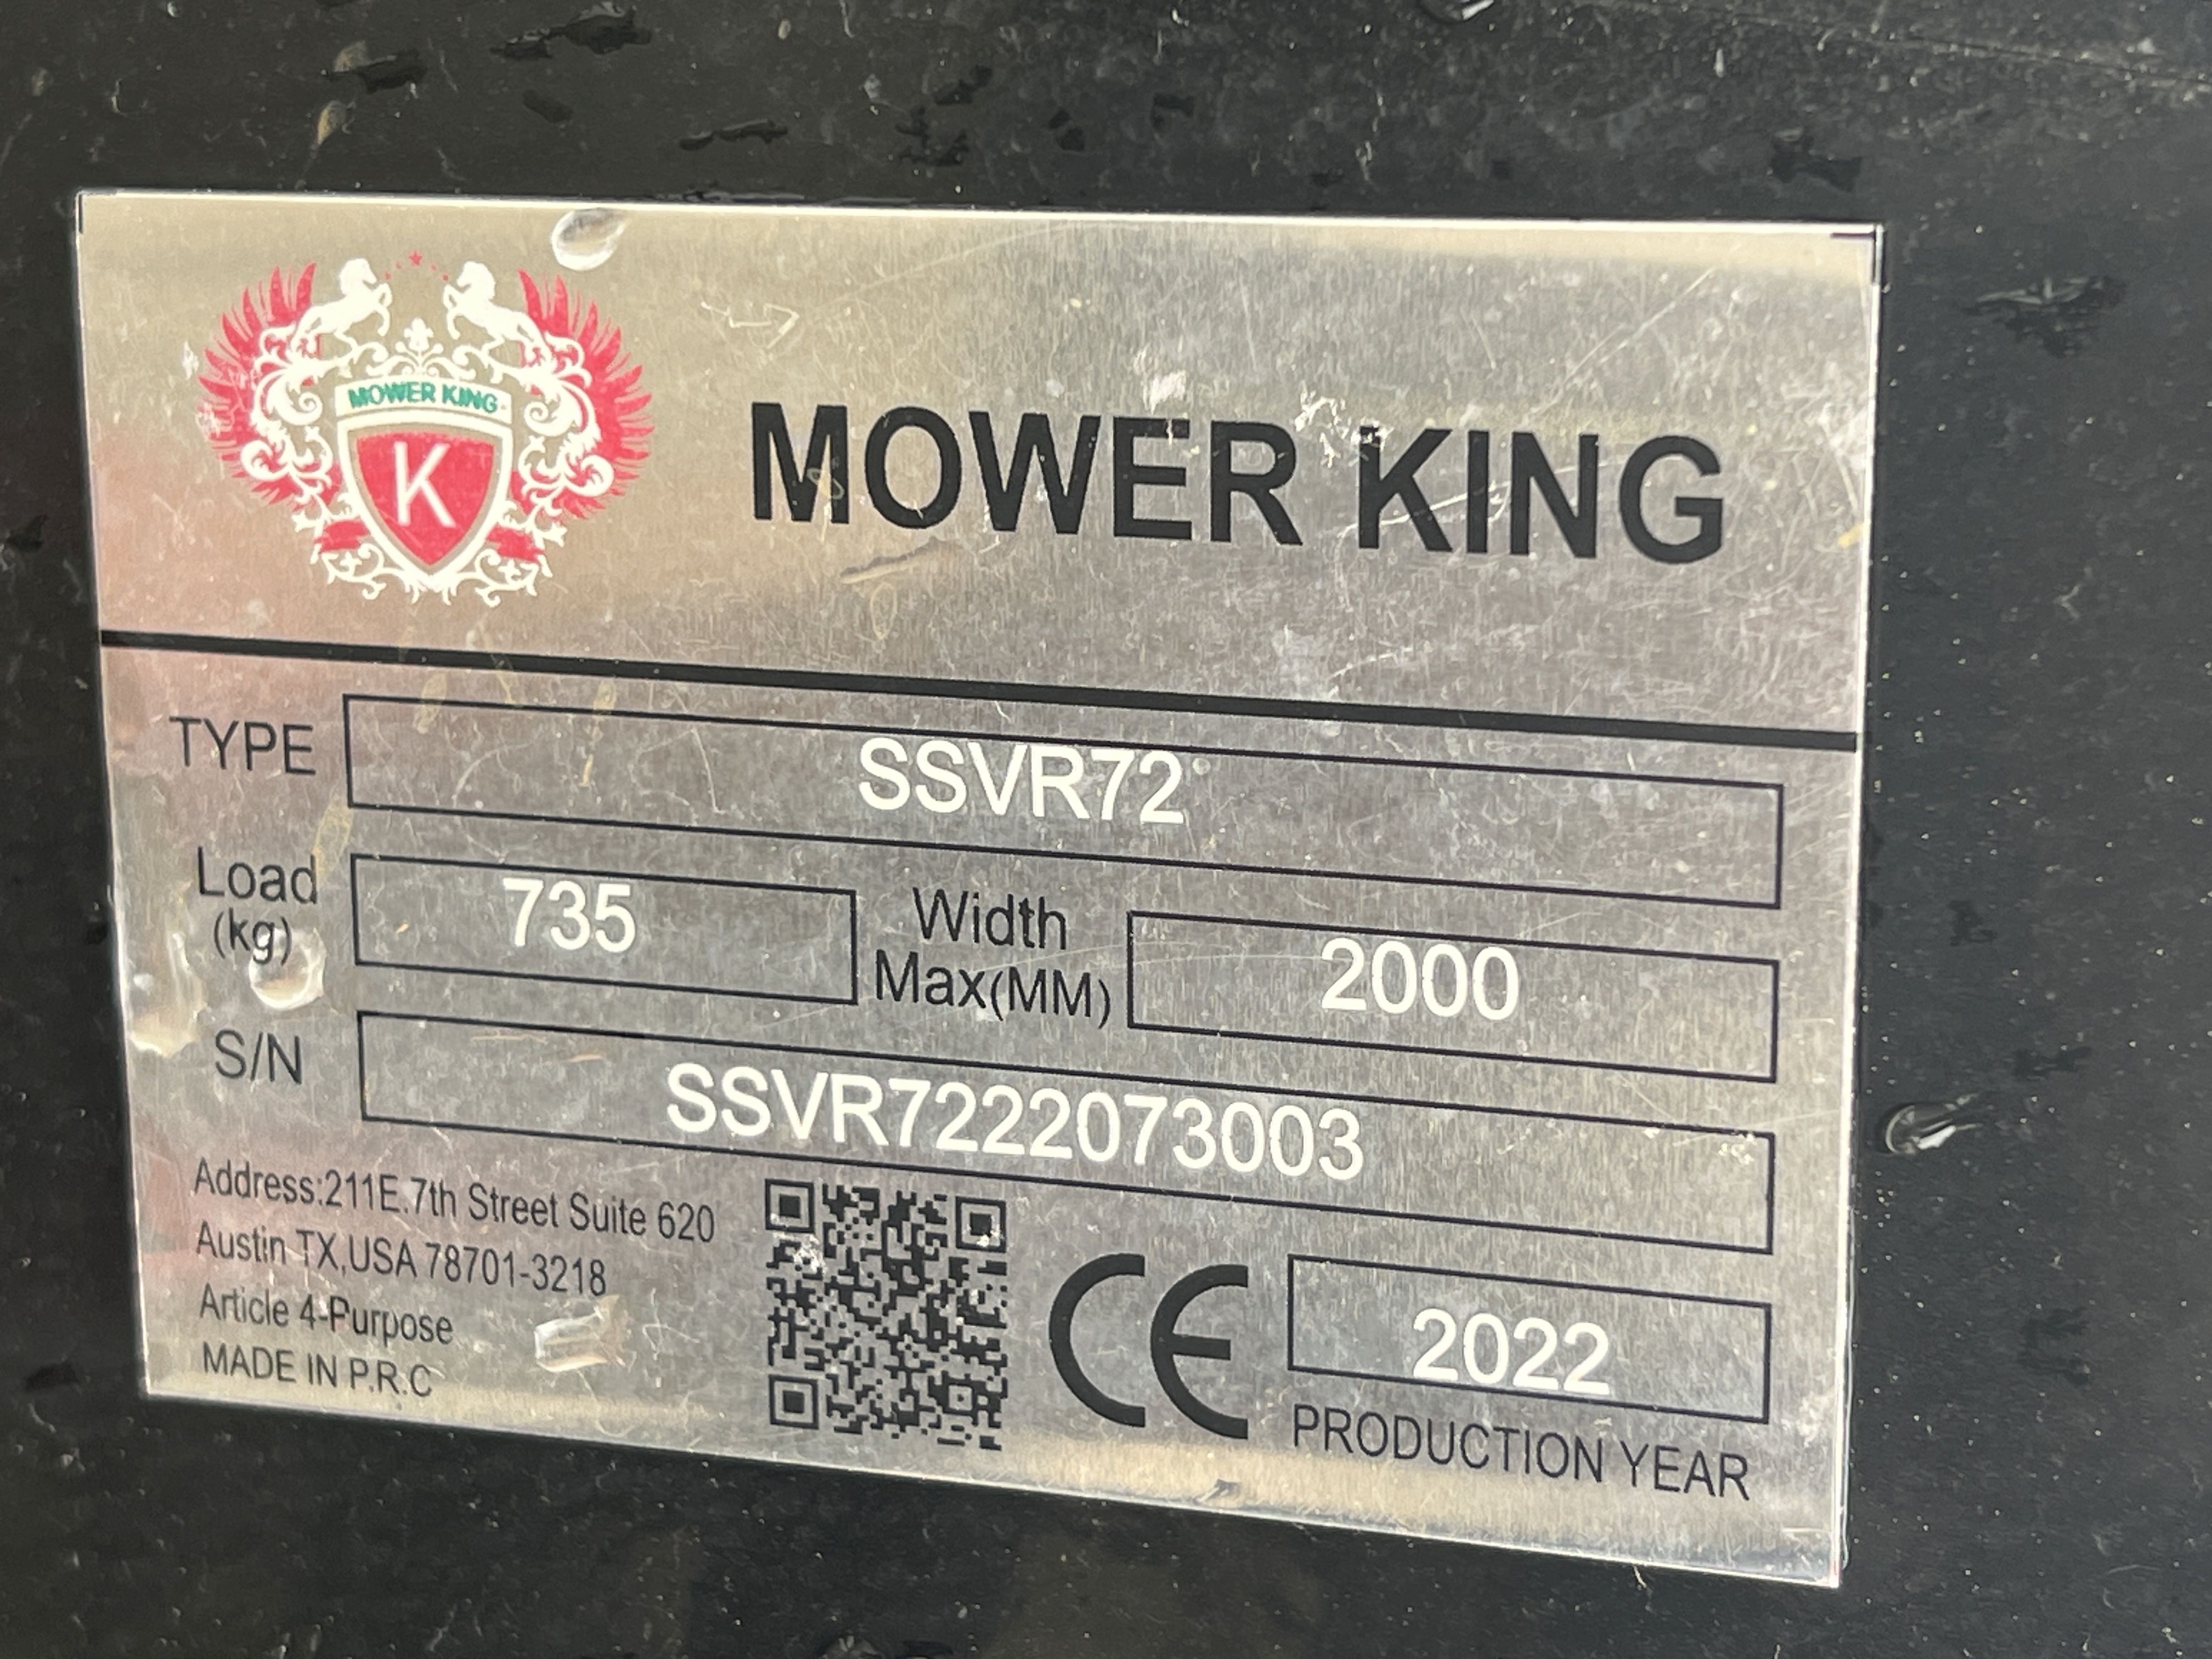 MOWER KING
K
MOWER KING
TYPE SSVR72
Load (kg) 735 Width Max(MM) 2000
S/N SSVR7222073003
Address:211E.7th Street Suite 620
Austin TX,USA 78701-3218
Article 4-Purpose
MADE IN P.R.C
CE
2022
PRODUCTION YEAR